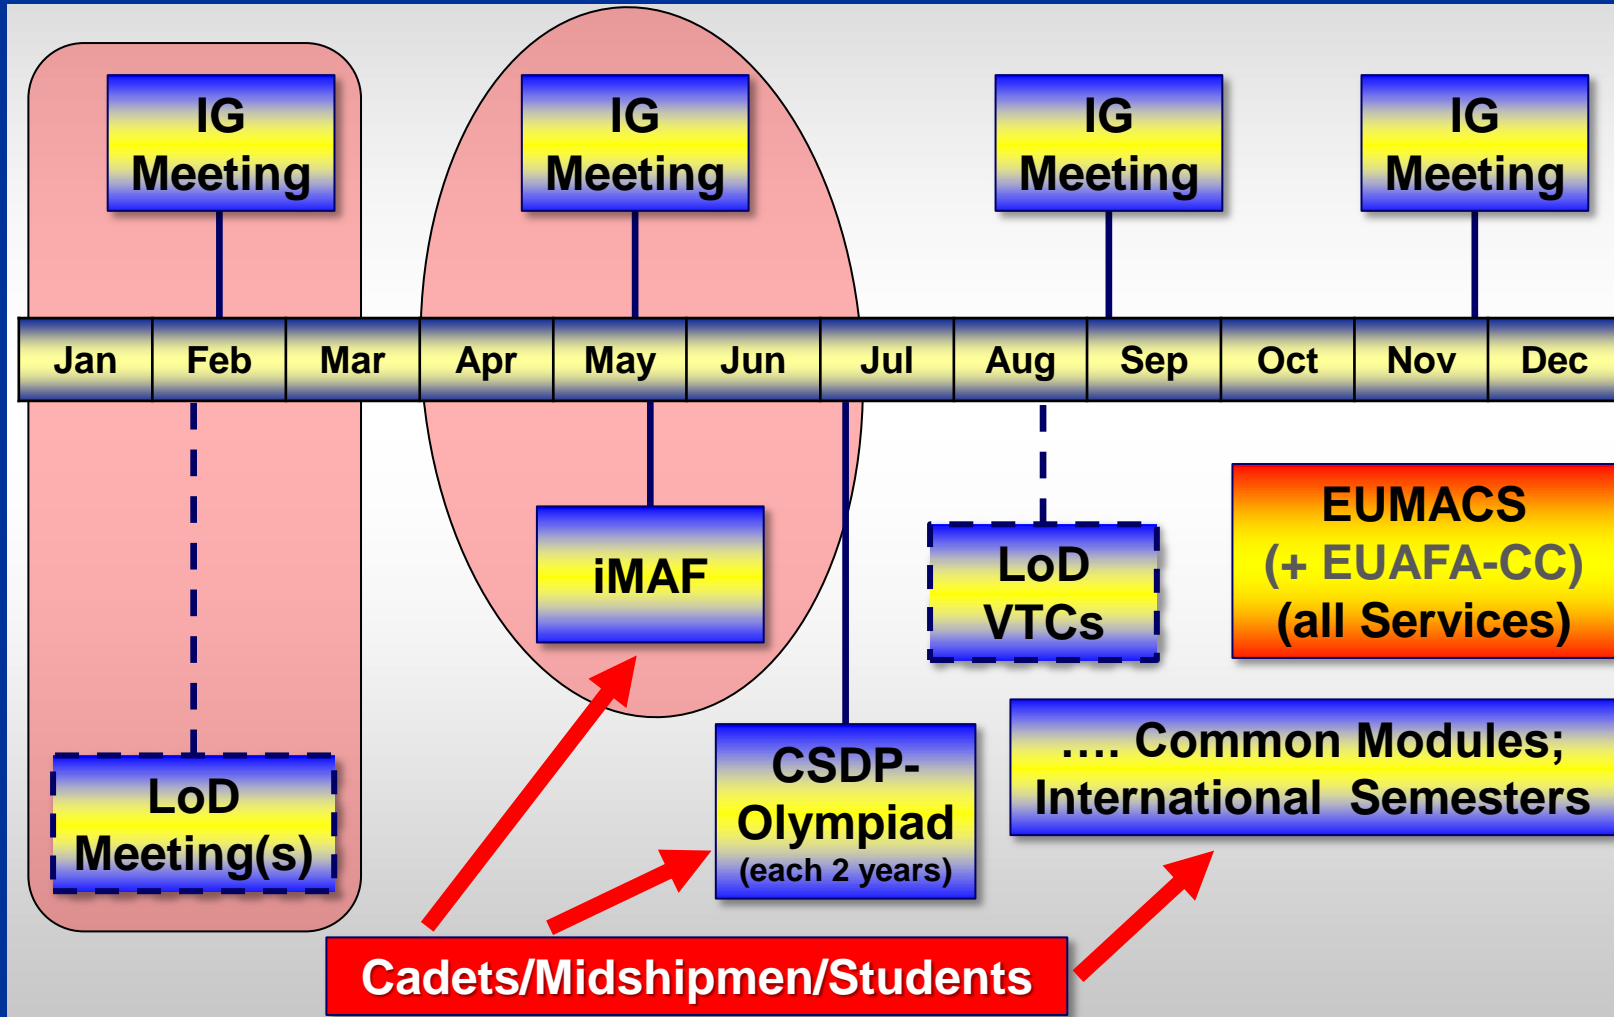 IG
Meeting
IG
Meeting
IG
Meeting
IG
Meeting
Jan Feb Mar Apr May Jun Jul Aug Sep Oct Nov Dec
iMAF
LoD
VTCs
EUMACS
(+ EUAFA-CC)
(all Services)
LoD
Meeting(s)
CSDP-
Olympiad
(each 2 years)
…. Common Modules;
International Semesters
Cadets/Midshipmen/Students